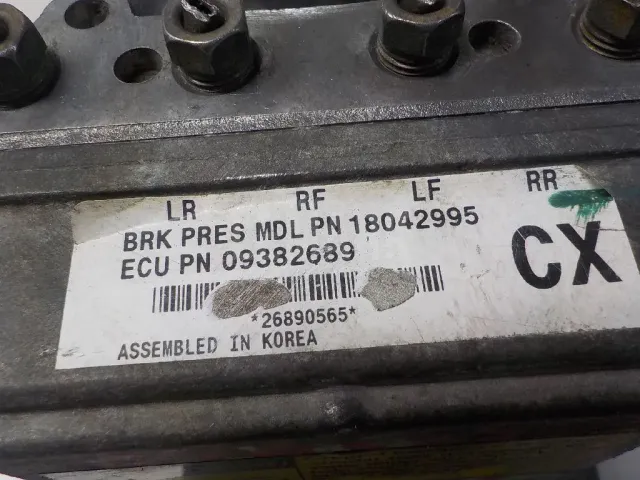 LR RF LF RR
BRK PRES MDL PN 18042995
ECU PN 09382689
CX
*26890565*
ASSEMBLED IN KOREA